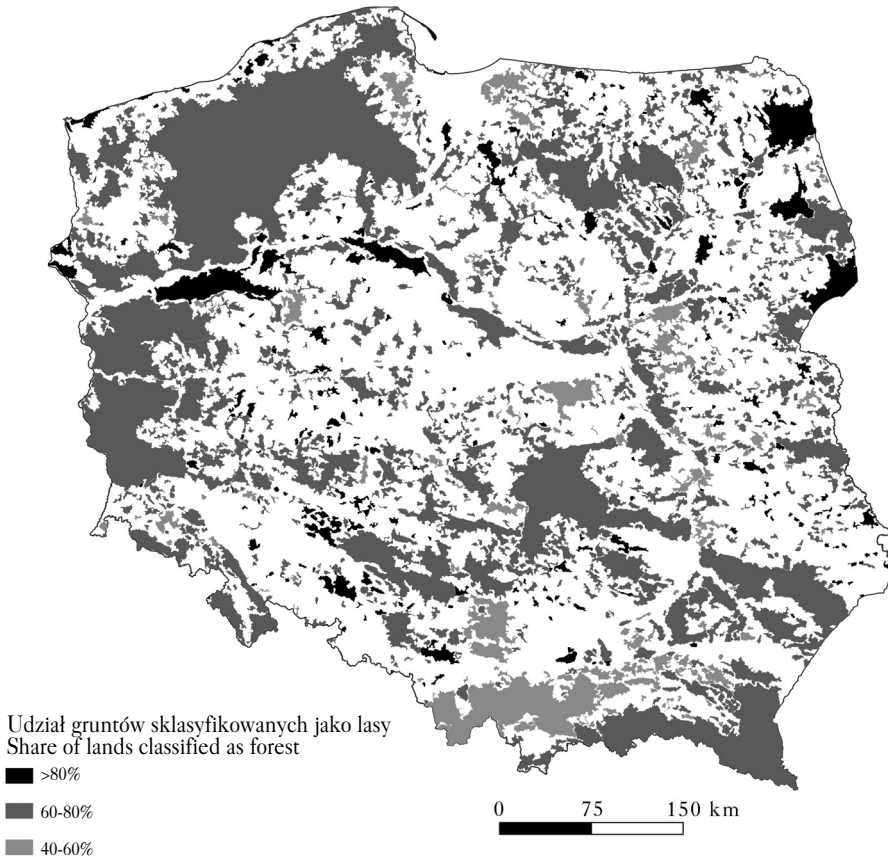 Udział gruntów sklasyfikowanych jako lasy
Share of lands classified as forest
>80%
60-80%
40-60%
0 75 150 km